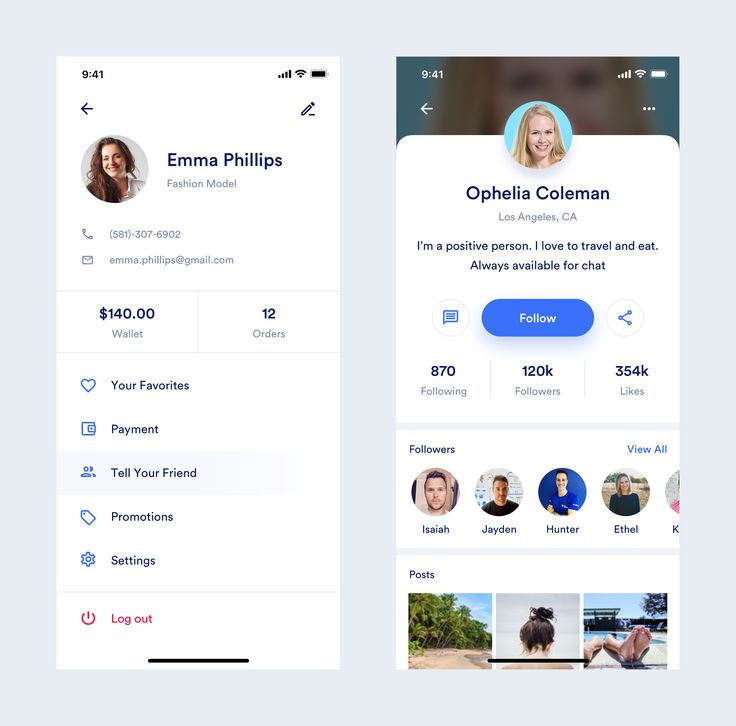 9:41
Emma Phillips
Fashion Model
(581)-307-6902
emma.phillips@gmail.com
$140.00
Wallet
12
Orders
Your Favorites
Payment
Tell Your Friend
Promotions
Settings
Log out
9:41
Ophelia Coleman
Los Angeles, CA
I'm a positive person. I love to travel and eat.
Always available for chat
Follow
870
Following
120k
Followers
354k
Likes
Followers
View All
Isaiah
Jayden
Hunter
Ethel
K
Posts